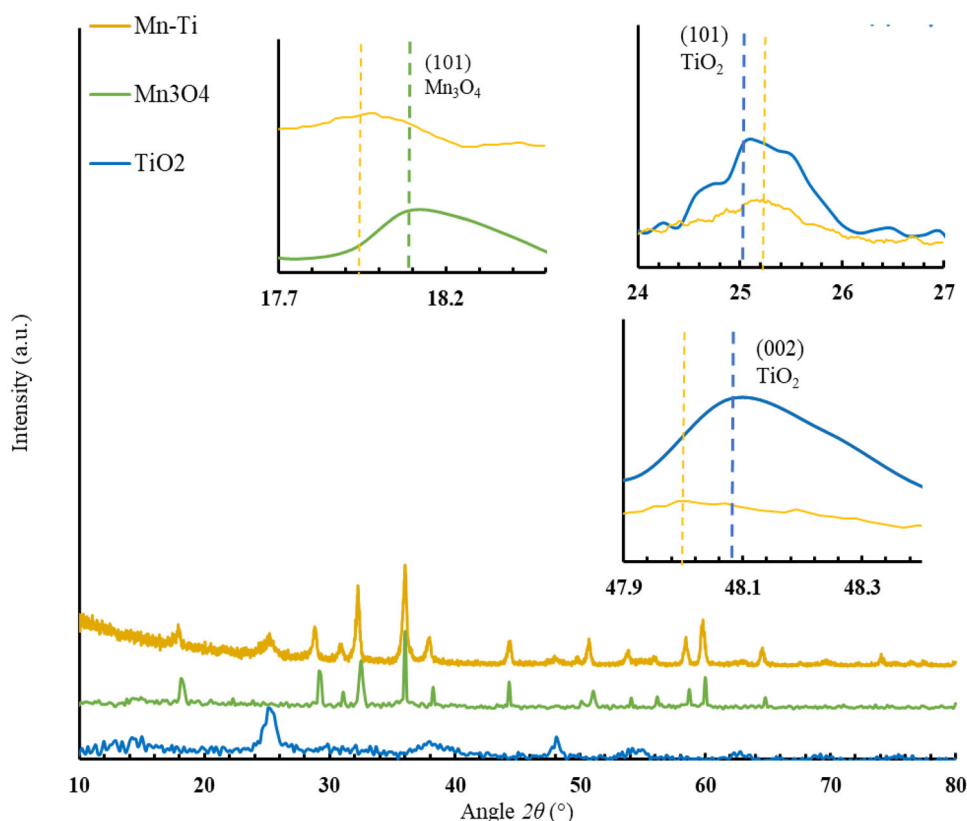 Mn-Ti
Mn3O4
TiO2
(101)
Mn₃O₄
17.7 18.2
(101)
TiO₂
24 25 26 27
(002)
TiO₂
47.9 48.1 48.3
Intensity (a.u.)
10 20 30 40 50 60 70 80
Angle 2θ (°)